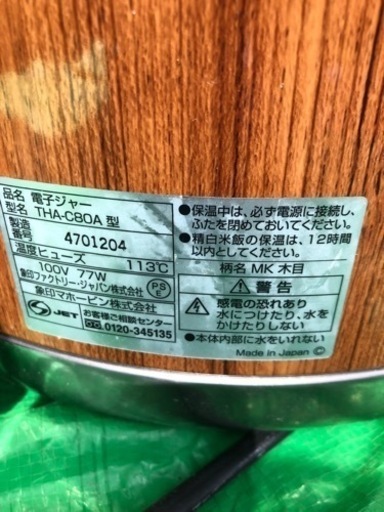 品名 電子ジャー
型名 THA-C80A 型
製造番号 4701204
温度ヒューズ 113℃
100V 77W
象印ファクトリー・ジャパン株式会社
PSE
象印マホービン株式会社
S JET
お客様ご相談センター
0120-345135
●保温中は、必ず電源に接続し、
ふたを閉めておいてください。
●精白米飯の保温は、12時間
以内としてください。
柄名 MK 木目
警告
感電の恐れあり
水につけたり、水を
かけたりしない
●本体内部に水をいれない
Made in Japan Ⓒ